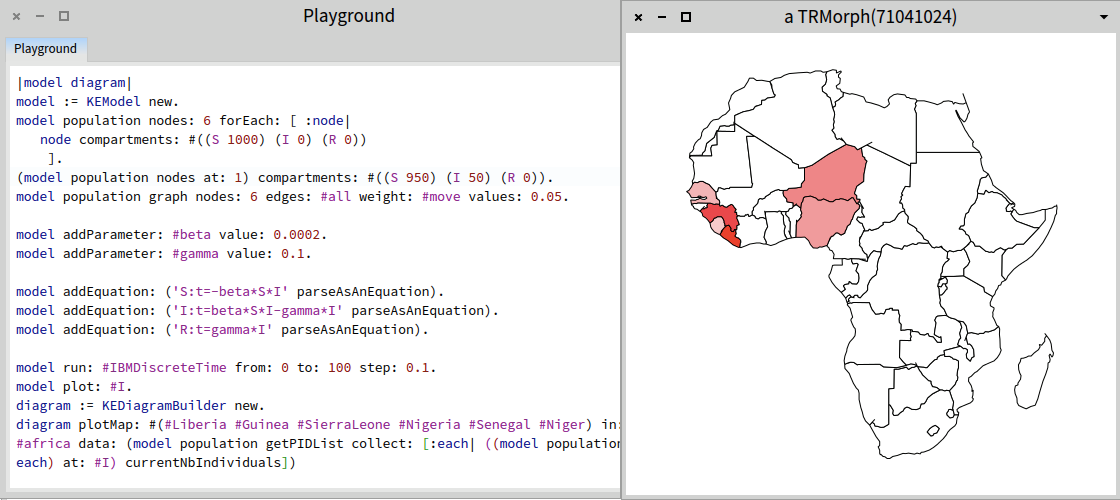 Playground
a TRMorph(71041024)
Playground
|model diagram|
model := KEModel new.
model population nodes: 6 forEach: [ :node|
node compartments: #((S 1000) (I 0) (R 0))
].
(model population nodes at: 1) compartments: #((S 950) (I 50) (R 0)).
model population graph nodes: 6 edges: #all weight: #move values: 0.05.
model addParameter: #beta value: 0.0002.
model addParameter: #gamma value: 0.1.
model addEquation: ('S:t=-beta*S*I' parseAsAnEquation).
model addEquation: ('I:t=beta*S*I-gamma*I' parseAsAnEquation).
model addEquation: ('R:t=gamma*I' parseAsAnEquation).
model run: #IBMDiscreteTime from: 0 to: 100 step: 0.1.
model plot: #I.
diagram := KEDiagramBuilder new.
diagram plotMap: #(#Liberia #Guinea #SierraLeone #Nigeria #Senegal #Niger) in:
#africa data: (model population getPIDList collect: [:each| ((model population
each) at: #I) currentNbIndividuals])